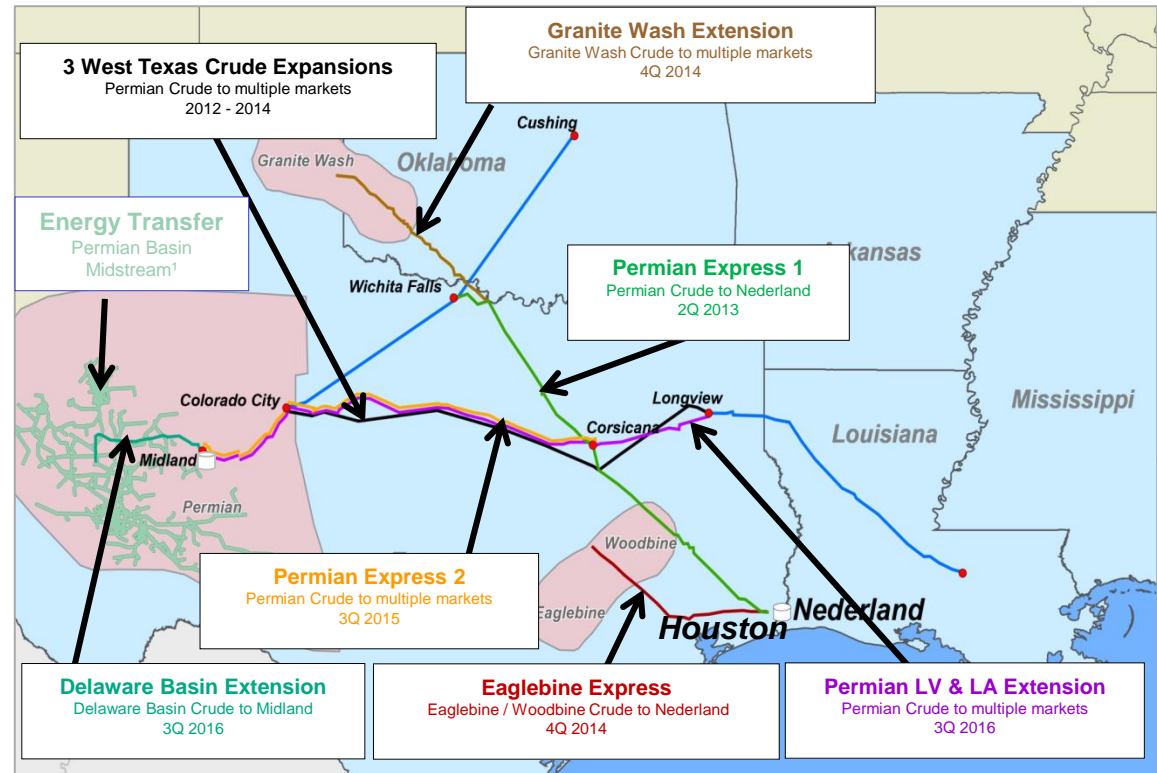 Granite Wash Extension
Granite Wash Crude to multiple markets
4Q 2014
3 West Texas Crude Expansions
Permian Crude to multiple markets
2012 - 2014
Cushing
Granite Wash
Oklahoma
Energy Transfer
Permian Basin
Midstream¹
Permian Express 1
Permian Crude to Nederland
2Q 2013
kansas
Wichita Falls
Colorado City
Longview
Mississippi
Corsicana
Louisiana
Midland
Permian
Woodbine
Permian Express 2
Permian Crude to multiple markets
3Q 2015
Eaglebine
Nederland
Houston
Delaware Basin Extension
Delaware Basin Crude to Midland
3Q 2016
Eaglebine Express
Eaglebine / Woodbine Crude to Nederland
4Q 2014
Permian LV & LA Extension
Permian Crude to multiple markets
3Q 2016